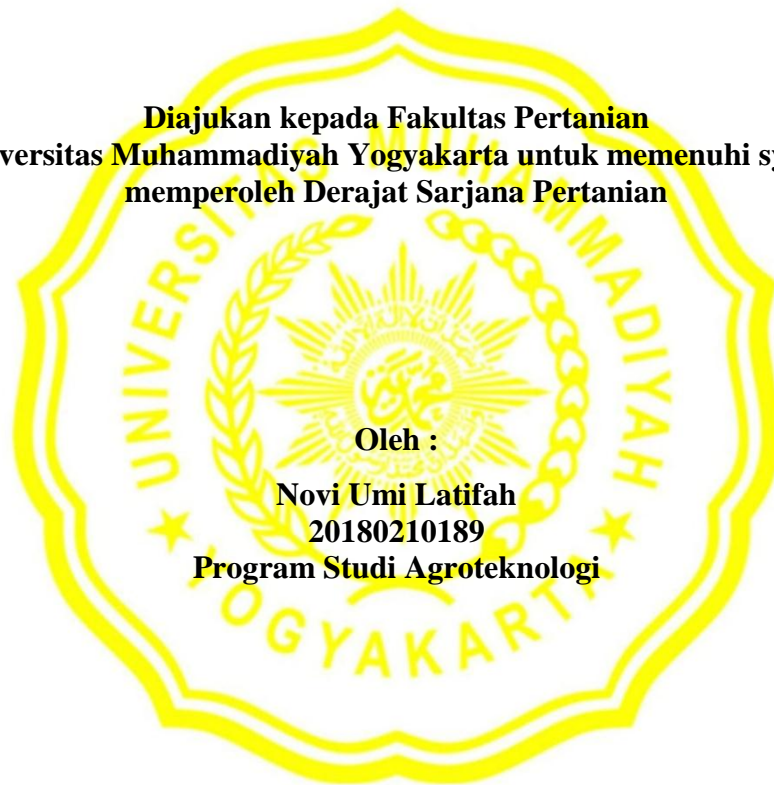 Diajukan kepada Fakultas Pertanian
versitas Muhammadiyah Yogyakarta untuk memenuhi sy
memperoleh Derajat Sarjana Pertanian
UNIVERSITAS MUHAMMADIYAH
Oleh :
Novi Umi Latifah
20180210189
Program Studi Agroteknologi
★ YOGYAKARTA ★